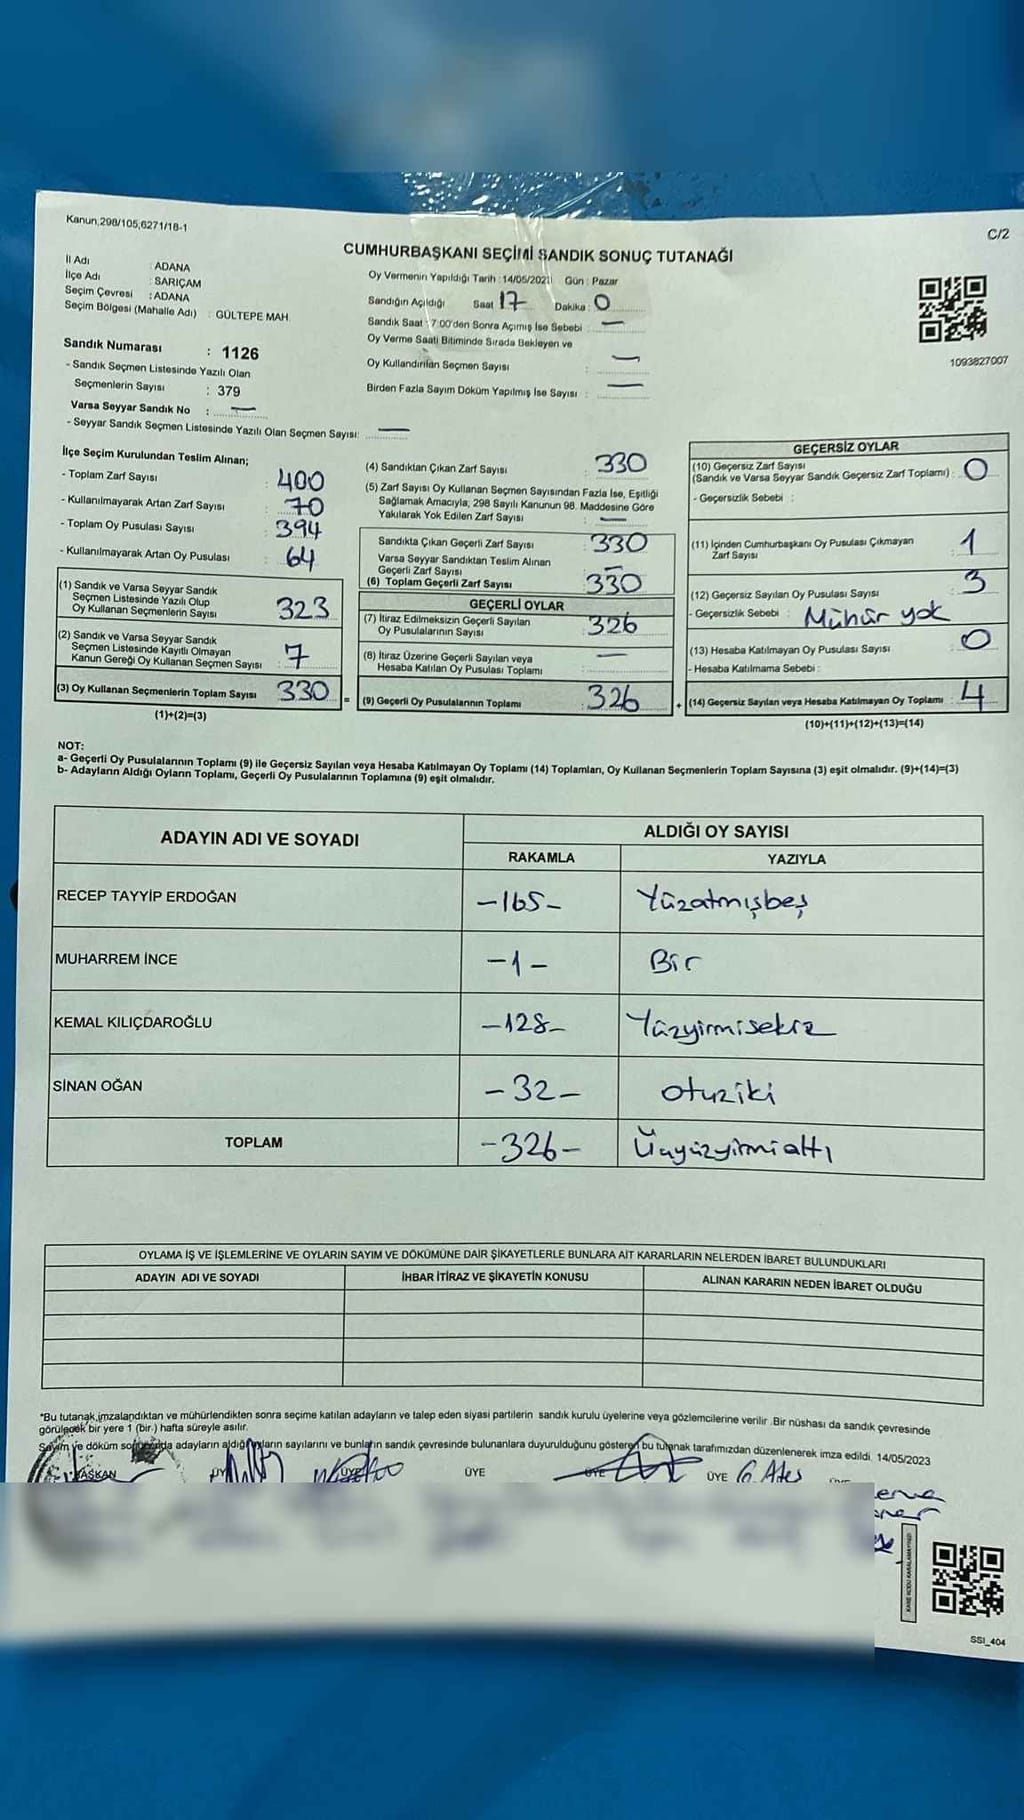 Kanun,298/105,6271/18-1
C/2
CUMHURBAŞKANI SEÇİMİ SANDIK SONUÇ TUTANAĞI
İl Adı : ADANA
İlçe Adı : SARIÇAM
Seçim Çevresi : ADANA
Seçim Bölgesi (Mahalle Adı) : GÜLTEPE MAH.
Oy Vermenin Yapıldığı Tarih : 14/05/2023 Gün : Pazar
Sandığın Açıldığı Saat 17 Dakika : 0
Sandık Saat 17:00'den Sonra Açımış İse Sebebi : —
Oy Verme Saati Bitiminde Sırada Bekleyen ve
Oy Kullandırılan Seçmen Sayısı : —
Birden Fazla Sayım Döküm Yapılmış İse Sayısı : —
1093827007
Sandık Numarası : 1126
- Sandık Seçmen Listesinde Yazılı Olan
Seçmenlerin Sayısı : 379
Varsa Seyyar Sandık No : —
- Seyyar Sandık Seçmen Listesinde Yazılı Olan Seçmen Sayısı: —
İlçe Seçim Kurulundan Teslim Alınan;
- Toplam Zarf Sayısı : 400
- Kullanılmayarak Artan Zarf Sayısı : 70
- Toplam Oy Pusulası Sayısı : 394
- Kullanılmayarak Artan Oy Pusulası : 64
(1) Sandık ve Varsa Seyyar Sandık
Seçmen Listesinde Yazılı Olup
Oy Kullanan Seçmenlerin Sayısı : 323
(2) Sandık ve Varsa Seyyar Sandık
Seçmen Listesinde Kayıtlı Olmayan
Kanun Gereği Oy Kullanan Seçmen Sayısı : 7
(3) Oy Kullanan Seçmenlerin Toplam Sayısı : 330 =
(1)+(2)=(3)
(4) Sandıktan Çıkan Zarf Sayısı : 330
(5) Zarf Sayısı Oy Kullanan Seçmen Sayısından Fazla İse, Eşitliği
Sağlamak Amacıyla, 298 Sayılı Kanunun 98. Maddesine Göre
Yakılarak Yok Edilen Zarf Sayısı : —
Sandıkta Çıkan Geçerli Zarf Sayısı : 330
Varsa Seyyar Sandıktan Teslim Alınan
Geçerli Zarf Sayısı : —
(6) Toplam Geçerli Zarf Sayısı : 330
GEÇERLİ OYLAR
(7) İtiraz Edilmeksizin Geçerli Sayılan
Oy Pusulalarının Sayısı : 326
(8) İtiraz Üzerine Geçerli Sayılan veya
Hesaba Katılan Oy Pusulası Toplamı : —
(9) Geçerli Oy Pusulalarının Toplamı : 326 +
GEÇERSİZ OYLAR
(10) Geçersiz Zarf Sayısı
(Sandık ve Varsa Seyyar Sandık Geçersiz Zarf Toplamı) : 0
- Geçersizlik Sebebi :
(11) İçinden Cumhurbaşkanı Oy Pusulası Çıkmayan
Zarf Sayısı : 1
(12) Geçersiz Sayılan Oy Pusulası Sayısı : 3
- Geçersizlik Sebebi : Mühür yok
(13) Hesaba Katılmayan Oy Pusulası Sayısı : 0
- Hesaba Katılmama Sebebi :
(14) Geçersiz Sayılan veya Hesaba Katılmayan Oy Toplamı : 4
(10)+(11)+(12)+(13)=(14)
NOT:
a- Geçerli Oy Pusulalarının Toplamı (9) ile Geçersiz Sayılan veya Hesaba Katılmayan Oy Toplamı (14) Toplamları, Oy Kullanan Seçmenlerin Toplam Sayısına (3) eşit olmalıdır. (9)+(14)=(3)
b- Adayların Aldığı Oyların Toplamı, Geçerli Oy Pusulalarının Toplamına (9) eşit olmalıdır.
ADAYIN ADI VE SOYADI ALDIĞI OY SAYISI
RAKAMLA YAZIYLA
RECEP TAYYİP ERDOĞAN -165- Yüzatmışbeş
MUHARREM İNCE -1- Bir
KEMAL KILIÇDAROĞLU -128- Yüzyirmisekiz
SİNAN OĞAN -32- otuziki
TOPLAM -326- Üçyüzyirmialtı
OYLAMA İŞ VE İŞLEMLERİNE VE OYLARIN SAYIM VE DÖKÜMÜNE DAİR ŞİKAYETLERLE BUNLARA AİT KARARLARIN NELERDEN İBARET BULUNDUKLARI
ADAYIN ADI VE SOYADI İHBAR İTİRAZ VE ŞİKAYETİN KONUSU ALINAN KARARIN NEDEN İBARET OLDUĞU
*Bu tutanak,imzalandıktan ve mühürlendikten sonra seçime katılan adayların ve talep eden siyasi partilerin sandık kurulu üyelerine veya gözlemcilerine verilir .Bir nüshası da sandık çevresinde
görülecek bir yere 1 (bir.) hafta süreyle asılır.
Sayım ve döküm sonucunda adayların aldığı oyların sayılarını ve bunların sandık çevresinde bulunanlara duyurulduğunu gösteren bu tutanak tarafımızdan düzenlenerek imza edildi. 14/05/2023
BAŞKAN ÜYE ÜYE ÜYE ÜYE ÜYE G.Ateş
KARE KODU KARALAMAYINIZ!
SSI_404